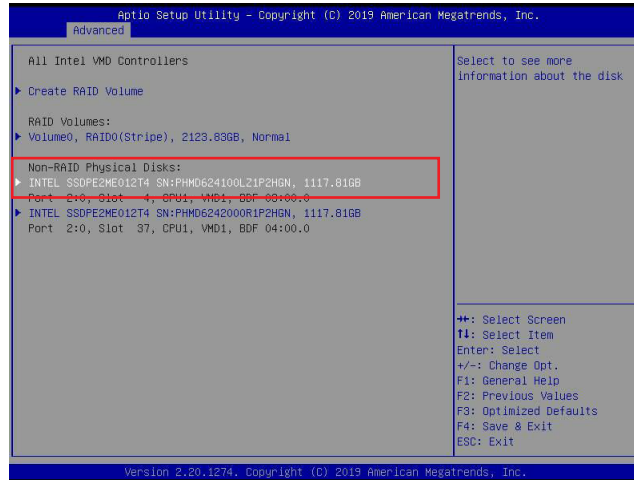 Aptio Setup Utility – Copyright (C) 2019 American Megatrends, Inc.
Advanced
All Intel VMD Controllers
Create RAID Volume
RAID Volumes:
Volume0, RAID0(Stripe), 2123.83GB, Normal
Non-RAID Physical Disks:
INTEL SSDPE2ME012T4 SN:PHMD624100LZ1P2HGN, 1117.81GB
Port 2:0, Slot 4, CPU1, VMD1, BDF 03:00.0
INTEL SSDPE2ME012T4 SN:PHMD6242000R1P2HGN, 1117.81GB
Port 2:0, Slot 37, CPU1, VMD1, BDF 04:00.0
Select to see more
information about the disk
→←: Select Screen
↑↓: Select Item
Enter: Select
+/-: Change Opt.
F1: General Help
F2: Previous Values
F3: Optimized Defaults
F4: Save & Exit
ESC: Exit
Version 2.20.1274. Copyright (C) 2019 American Megatrends, Inc.